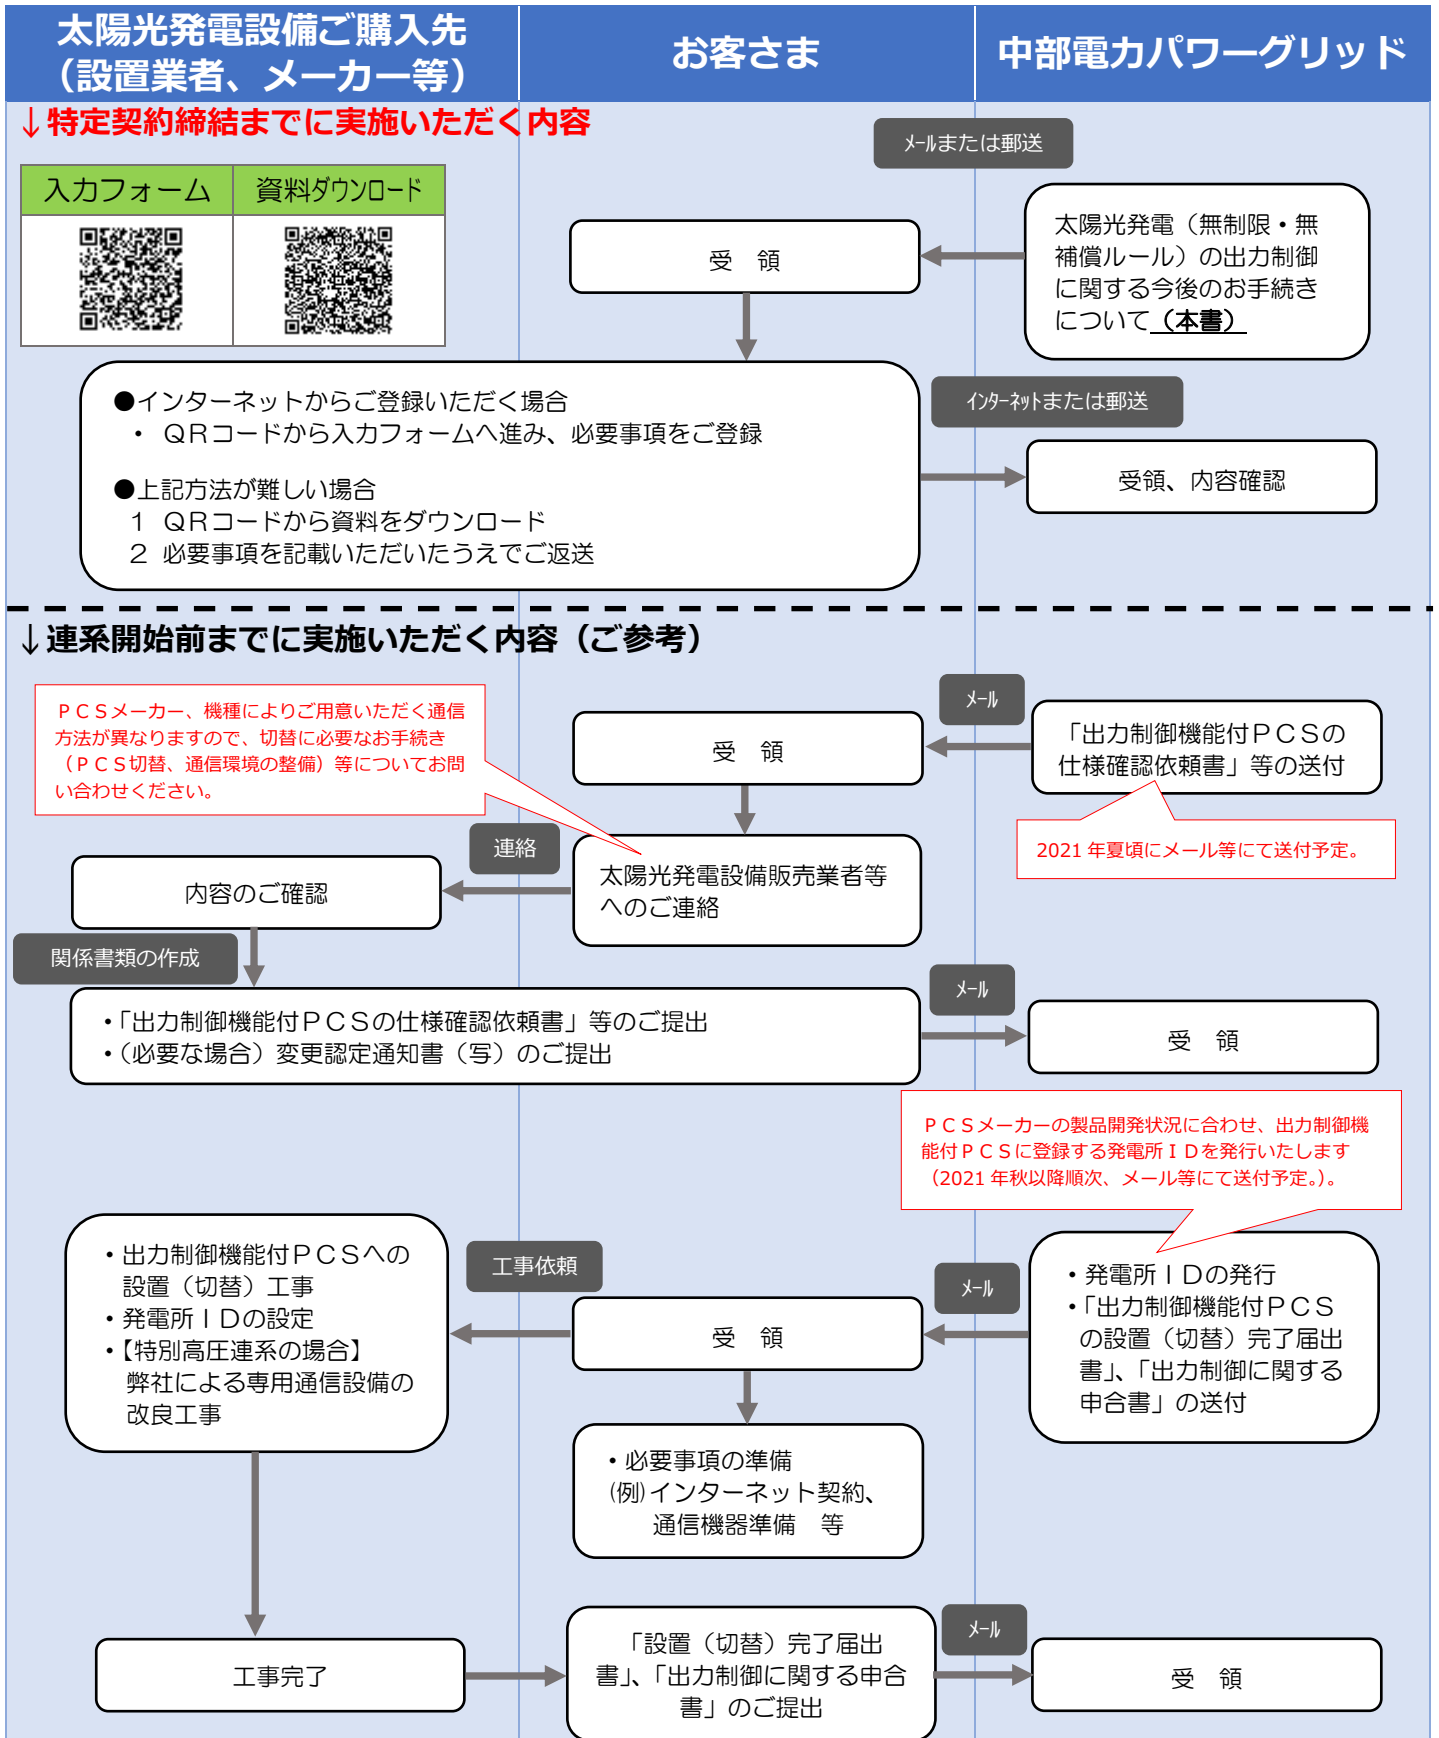 太陽光発電設備ご購入先
（設置業者、メーカー等）
お客さま
中部電力パワーグリッド
↓特定契約締結までに実施いただく内容
メールまたは郵送
入力フォーム
資料ダウンロード
太陽光発電（無制限・無
補償ルール）の出力制御
に関する今後のお手続き
について（本書）
受　領
●インターネットからご登録いただく場合
・ ＱＲコードから入力フォームへ進み、必要事項をご登録
●上記方法が難しい場合
１ ＱＲコードから資料をダウンロード
２ 必要事項を記載いただいたうえでご返送
インターネットまたは郵送
受領、内容確認
↓連系開始前までに実施いただく内容（ご参考）
ＰＣＳメーカー、機種によりご用意いただく通信
方法が異なりますので、切替に必要なお手続き
（ＰＣＳ切替、通信環境の整備）等についてお問
い合わせください。
メール
受　領
「出力制御機能付ＰＣＳの
仕様確認依頼書」等の送付
2021 年夏頃にメール等にて送付予定。
連絡
内容のご確認
太陽光発電設備販売業者等
へのご連絡
関係書類の作成
メール
・「出力制御機能付ＰＣＳの仕様確認依頼書」等のご提出
・（必要な場合）変更認定通知書（写）のご提出
受　領
ＰＣＳメーカーの製品開発状況に合わせ、出力制御機
能付ＰＣＳに登録する発電所ＩＤを発行いたします
（2021 年秋以降順次、メール等にて送付予定。）。
・出力制御機能付ＰＣＳへの
設置（切替）工事
・発電所ＩＤの設定
・【特別高圧連系の場合】
弊社による専用通信設備の
改良工事
工事依頼
受　領
メール
・発電所ＩＤの発行
・「出力制御機能付ＰＣＳ
の設置（切替）完了届出
書」、「出力制御に関する
申合書」の送付
・必要事項の準備
(例)インターネット契約、
通信機器準備　等
工事完了
「設置（切替）完了届出
書」、「出力制御に関する申合
書」のご提出
メール
受　領